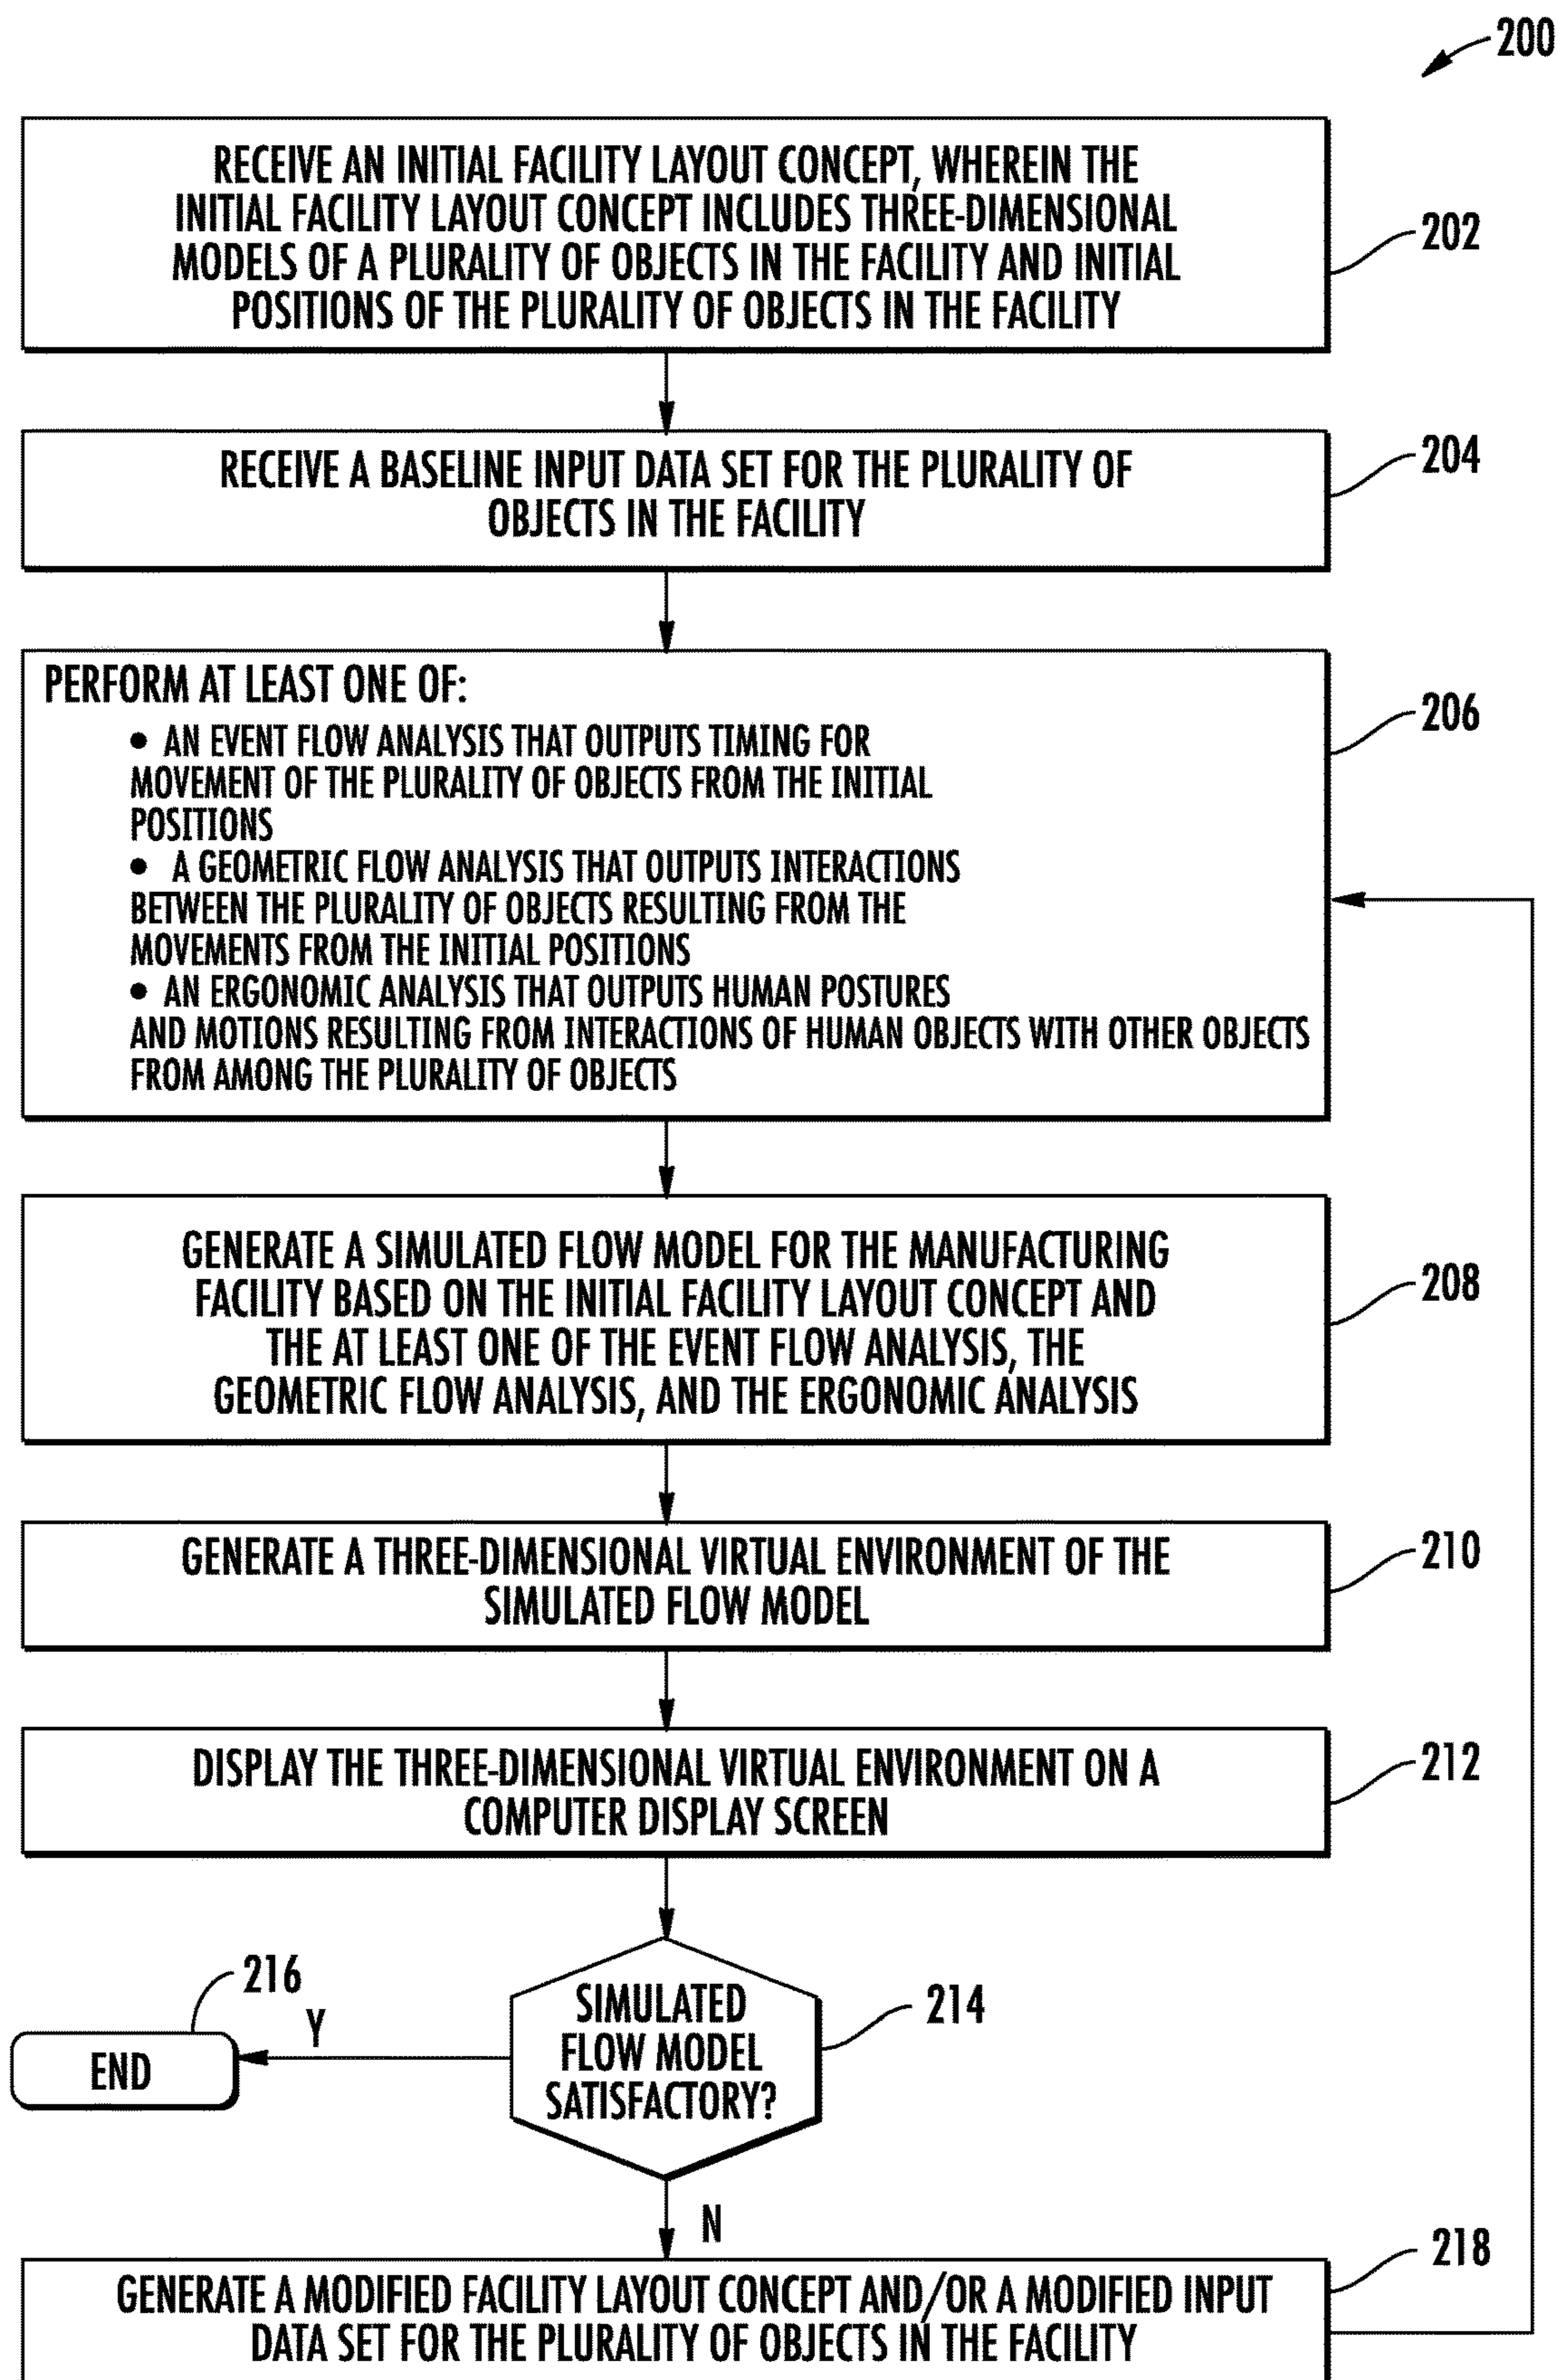 200
RECEIVE AN INITIAL FACILITY LAYOUT CONCEPT, WHEREIN THE
INITIAL FACILITY LAYOUT CONCEPT INCLUDES THREE-DIMENSIONAL
MODELS OF A PLURALITY OF OBJECTS IN THE FACILITY AND INITIAL
POSITIONS OF THE PLURALITY OF OBJECTS IN THE FACILITY
202
RECEIVE A BASELINE INPUT DATA SET FOR THE PLURALITY OF
OBJECTS IN THE FACILITY
204
PERFORM AT LEAST ONE OF:
• AN EVENT FLOW ANALYSIS THAT OUTPUTS TIMING FOR
MOVEMENT OF THE PLURALITY OF OBJECTS FROM THE INITIAL
POSITIONS
• A GEOMETRIC FLOW ANALYSIS THAT OUTPUTS INTERACTIONS
BETWEEN THE PLURALITY OF OBJECTS RESULTING FROM THE
MOVEMENTS FROM THE INITIAL POSITIONS
• AN ERGONOMIC ANALYSIS THAT OUTPUTS HUMAN POSTURES
AND MOTIONS RESULTING FROM INTERACTIONS OF HUMAN OBJECTS WITH OTHER OBJECTS
FROM AMONG THE PLURALITY OF OBJECTS
206
GENERATE A SIMULATED FLOW MODEL FOR THE MANUFACTURING
FACILITY BASED ON THE INITIAL FACILITY LAYOUT CONCEPT AND
THE AT LEAST ONE OF THE EVENT FLOW ANALYSIS, THE
GEOMETRIC FLOW ANALYSIS, AND THE ERGONOMIC ANALYSIS
208
GENERATE A THREE-DIMENSIONAL VIRTUAL ENVIRONMENT OF THE
SIMULATED FLOW MODEL
210
DISPLAY THE THREE-DIMENSIONAL VIRTUAL ENVIRONMENT ON A
COMPUTER DISPLAY SCREEN
212
SIMULATED
FLOW MODEL
SATISFACTORY?
214
Y
216
END
N
GENERATE A MODIFIED FACILITY LAYOUT CONCEPT AND/OR A MODIFIED INPUT
DATA SET FOR THE PLURALITY OF OBJECTS IN THE FACILITY
218